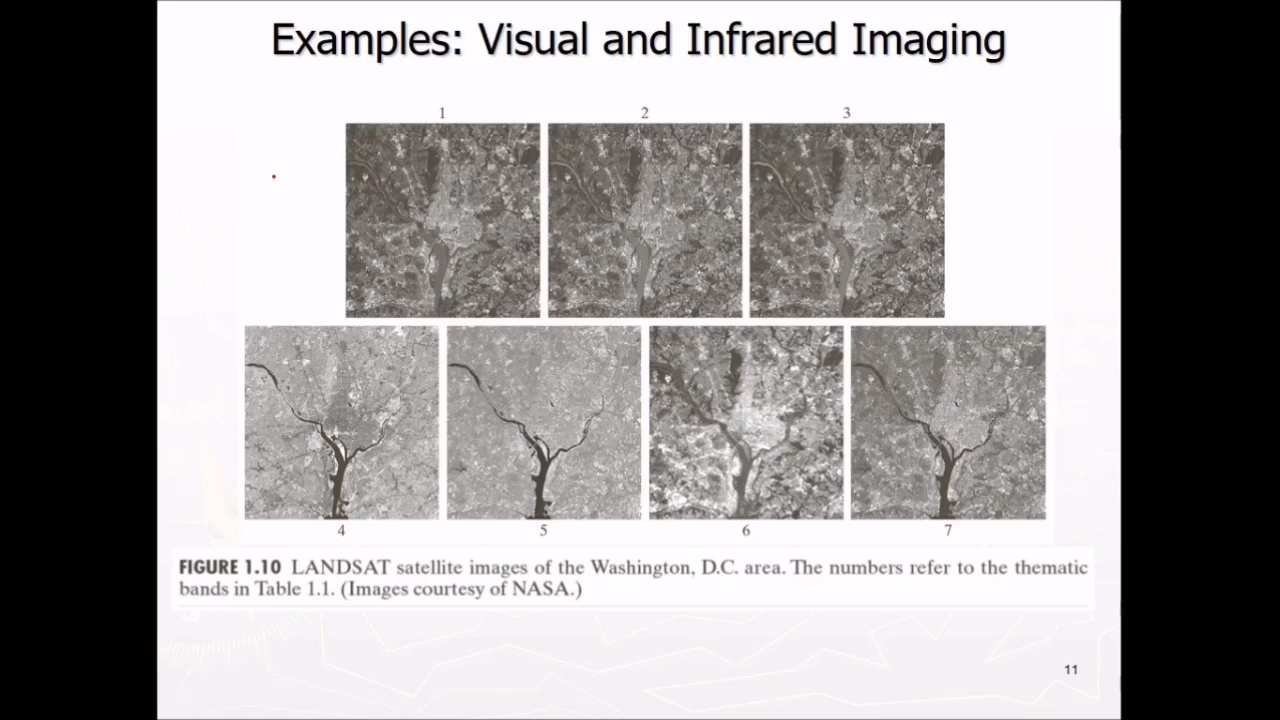 Examples: Visual and Infrared Imaging
1 2 3
4 5 6 7
FIGURE 1.10 LANDSAT satellite images of the Washington, D.C. area. The numbers refer to the thematic
bands in Table 1.1. (Images courtesy of NASA.)
11